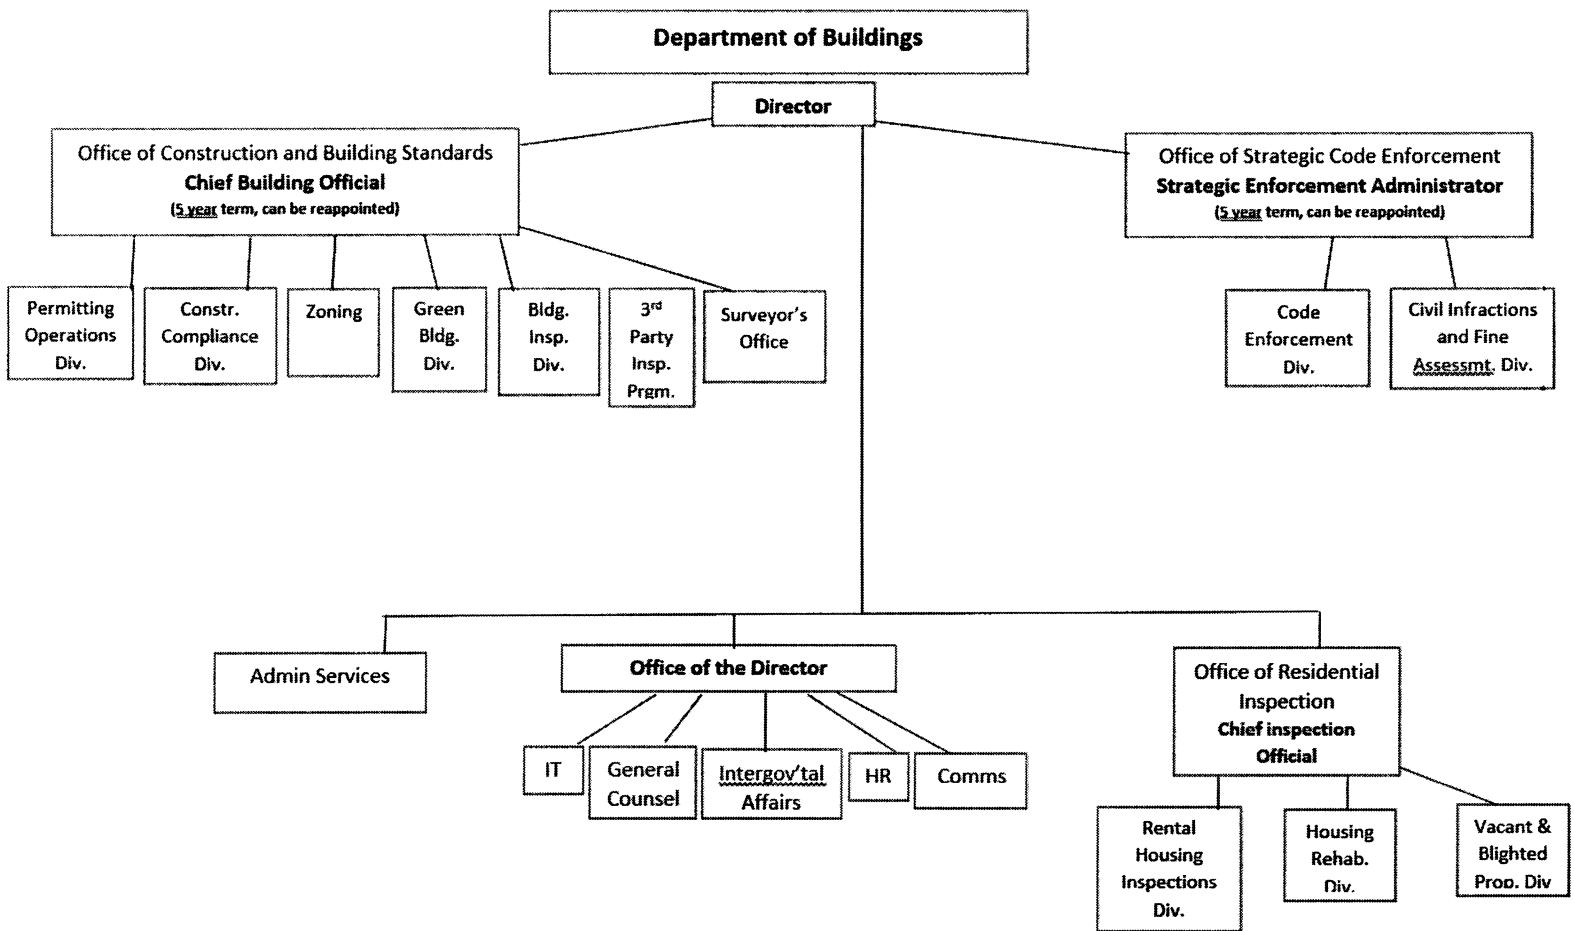 Department of Buildings
Director
Office of Construction and Building Standards
Chief Building Official
(5 year term, can be reappointed)
Office of Strategic Code Enforcement
Strategic Enforcement Administrator
(5 year term, can be reappointed)
Permitting
Operations
Div.
Constr.
Compliance
Div.
Zoning
Green
Bldg.
Div.
Bldg.
Insp.
Div.
3rd
Party
Insp.
Prgm.
Surveyor's
Office
Code
Enforcement
Div.
Civil Infractions
and Fine
Assessmt. Div.
Admin Services
Office of the Director
IT
General
Counsel
Intergov'tal
Affairs
HR
Comms
Office of Residential
Inspection
Chief inspection
Official
Rental
Housing
Inspections
Div.
Housing
Rehab.
Div.
Vacant &
Blighted
Prop. Div